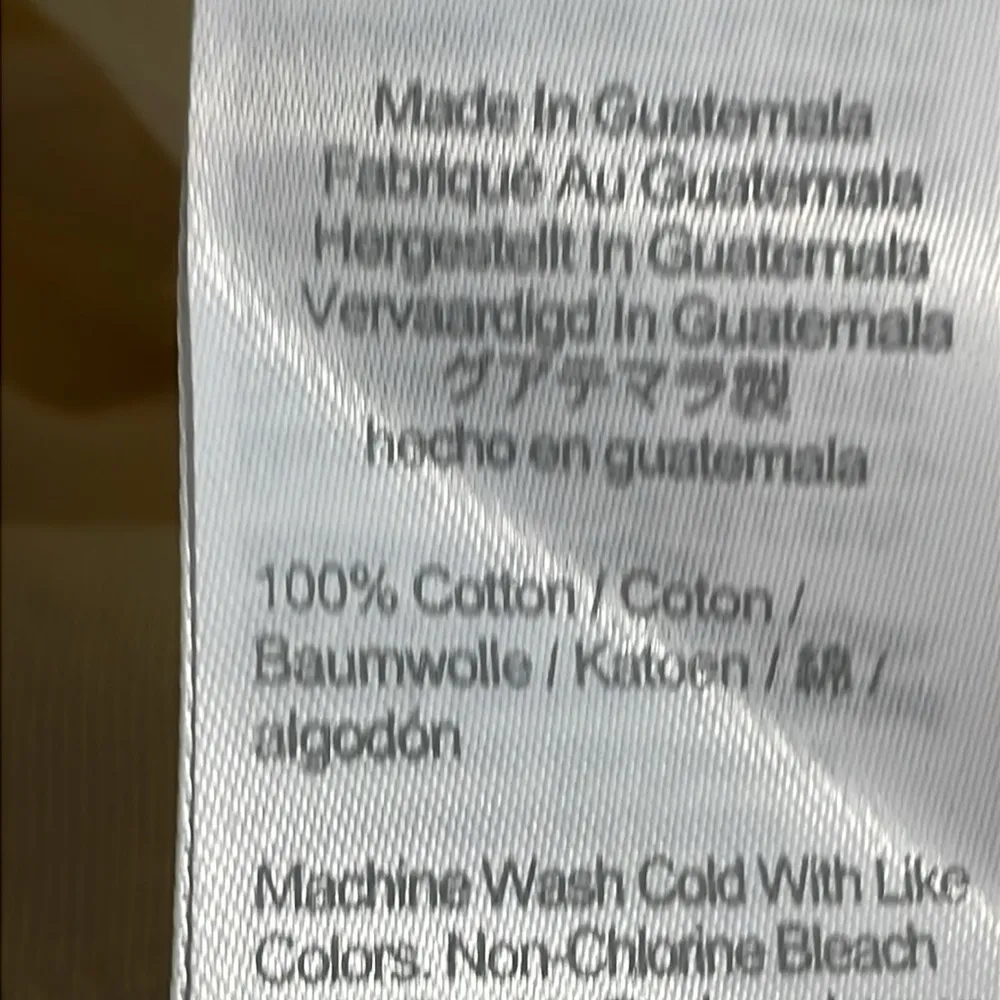 Made In Guatemala
Fabriqué Au Guatemala
Hergestellt In Guatemala
Vervaardigd In Guatemala
グアテマラ製
hecho en guatemala
100% Cotton / Coton /
Baumwolle / Katoen / 綿 /
algodón
Machine Wash Cold With Like
Colors. Non-Chlorine Bleach